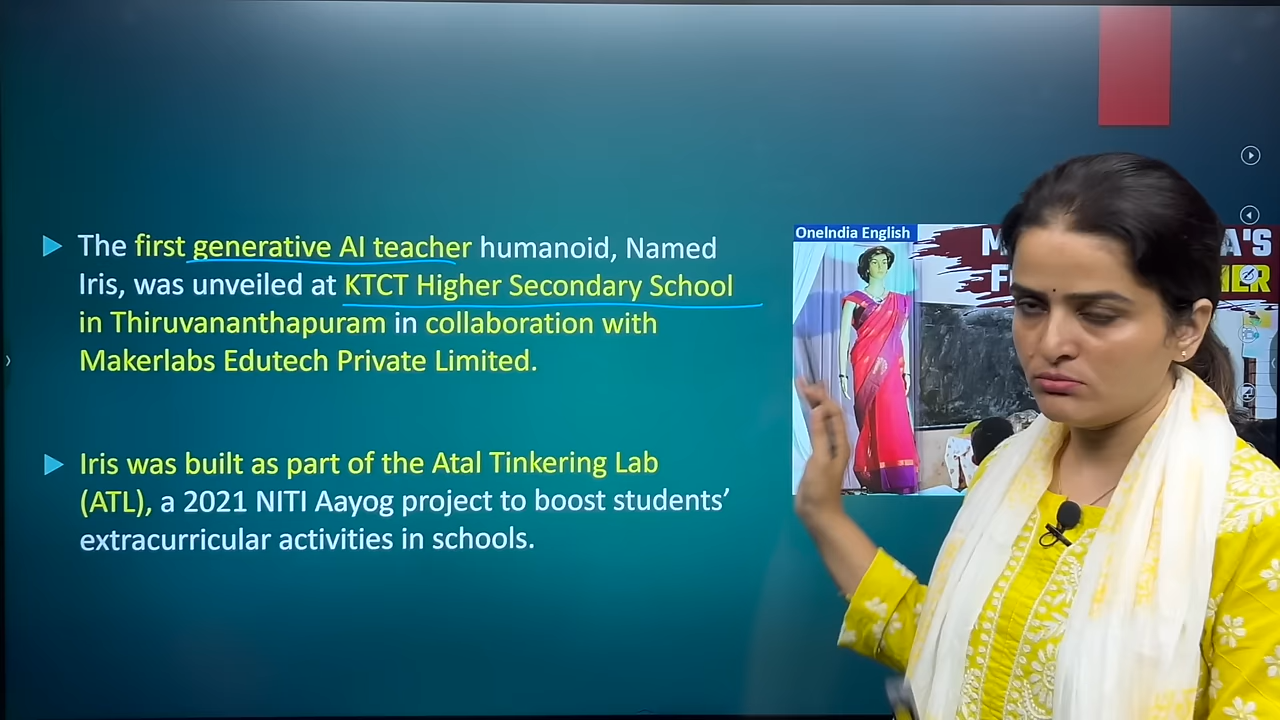 The first generative AI teacher humanoid, Named
Iris, was unveiled at KTCT Higher Secondary School
in Thiruvananthapuram in collaboration with
Makerlabs Edutech Private Limited.
Iris was built as part of the Atal Tinkering Lab
(ATL), a 2021 NITI Aayog project to boost students’
extracurricular activities in schools.
OneIndia English